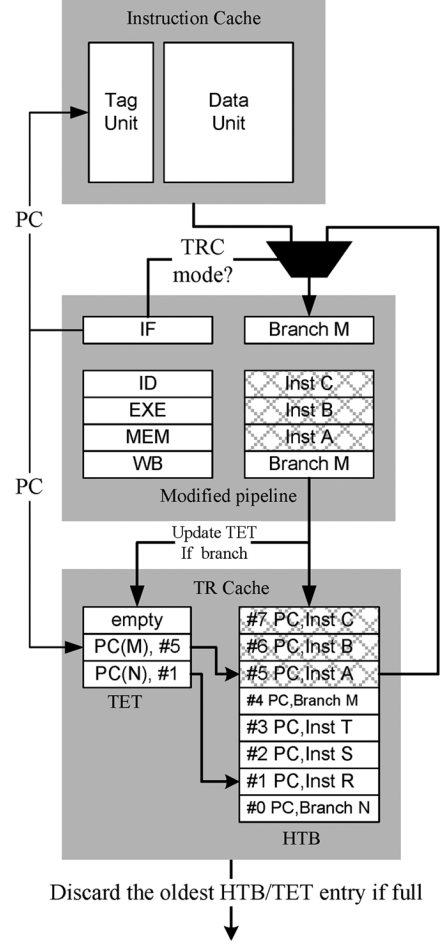 Instruction Cache
Tag
Unit
Data
Unit
PC
TRC
mode?
IF
Branch M
ID
EXE
MEM
WB
Inst C
Inst B
Inst A
Branch M
Modified pipeline
PC
Update TET
If branch
TR Cache
empty
PC(M), #5
PC(N), #1
TET
#7 PC,Inst C
#6 PC,Inst B
#5 PC,Inst A
#4 PC,Branch M
#3 PC,Inst T
#2 PC,Inst S
#1 PC,Inst R
#0 PC,Branch N
HTB
Discard the oldest HTB/TET entry if full